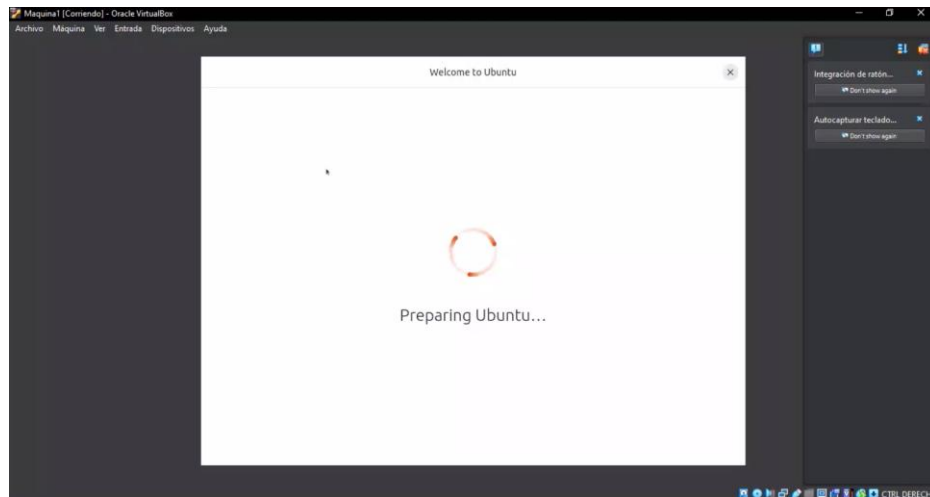 Maquina1 [Corriendo] - Oracle VirtualBox
Archivo Máquina Ver Entrada Dispositivos Ayuda
Welcome to Ubuntu
Integración de ratón...
Don't show again
Autocapturar teclado...
Don't show again
Preparing Ubuntu...
CTRL DERECH